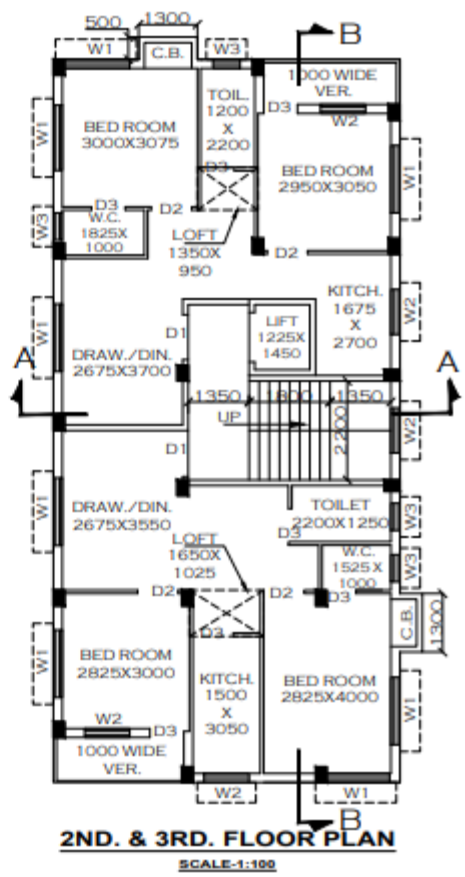 1300
500
B
W1
C.B.
W3
1000 WIDE
VER.
TOIL.
1200
X
2200
D3
W2
W1
BED ROOM
3000X3075
BED ROOM
2950X3050
W1
D3
D3
D2
W3
W.C.
1825X
1000
D2
LOFT
1350X
950
KITCH.
1675
X
2700
W2
LIFT
1225X
1450
W1
D1
A
DRAW./DIN.
2675X3700
A
1350
1800
1350
UP
2200
W2
D1
DRAW./DIN.
2675X3550
W1
TOILET
2200X1250
W3
D3
LOFT
1650X
1025
W.C.
1525 X
1000
W3
D2
D2
D3
C.B.
1300
D3
BED ROOM
2825X3000
W1
KITCH.
1500
X
3050
BED ROOM
2825X4000
W1
W2
D3
1000 WIDE
VER.
W2
W1
B
2ND. & 3RD. FLOOR PLAN
SCALE-1:100